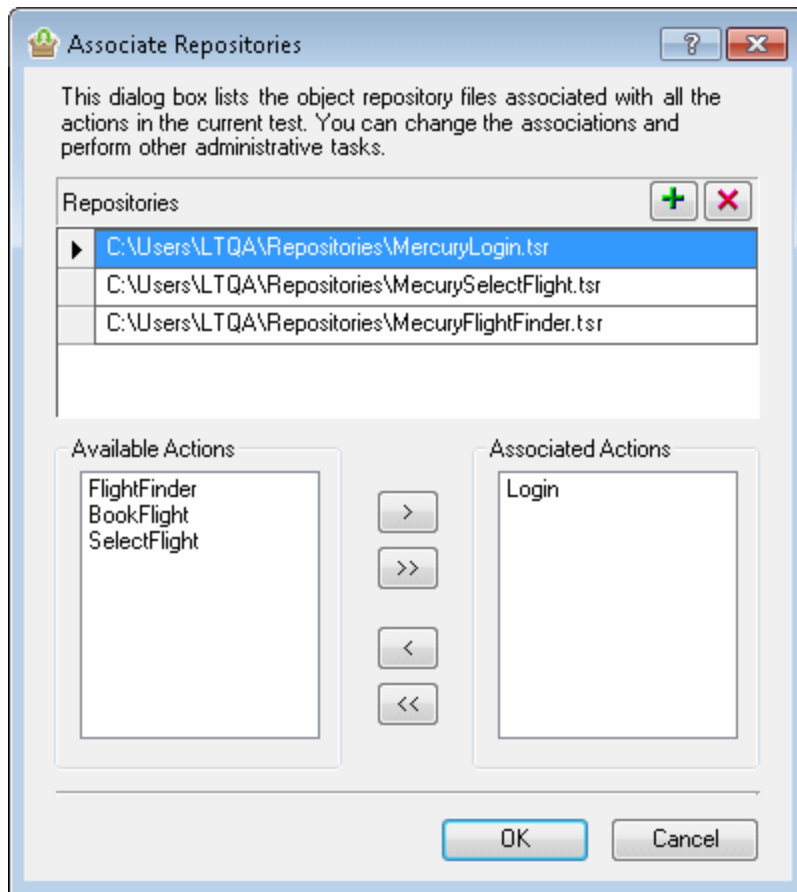 Associate Repositories
?
This dialog box lists the object repository files associated with all the
actions in the current test. You can change the associations and
perform other administrative tasks.
Repositories
C:\Users\LTQA\Repositories\MercuryLogin.tsr
C:\Users\LTQA\Repositories\MecurySelectFlight.tsr
C:\Users\LTQA\Repositories\MecuryFlightFinder.tsr
Available Actions
FlightFinder
BookFlight
SelectFlight
>
>>
<
<<
Associated Actions
Login
OK
Cancel